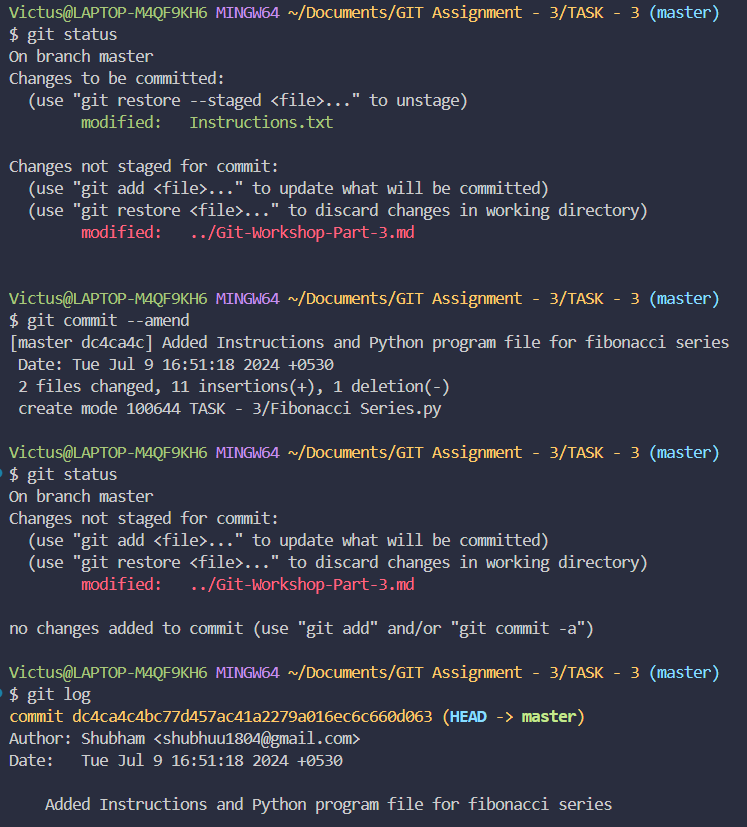 Victus@LAPTOP-M4QF9KH6 MINGW64 ~/Documents/GIT Assignment - 3/TASK - 3 (master)
$ git status
On branch master
Changes to be committed:
  (use "git restore --staged <file>..." to unstage)
        modified:   Instructions.txt

Changes not staged for commit:
  (use "git add <file>..." to update what will be committed)
  (use "git restore <file>..." to discard changes in working directory)
        modified:   ../Git-Workshop-Part-3.md

Victus@LAPTOP-M4QF9KH6 MINGW64 ~/Documents/GIT Assignment - 3/TASK - 3 (master)
$ git commit --amend
[master dc4ca4c] Added Instructions and Python program file for fibonacci series
 Date: Tue Jul 9 16:51:18 2024 +0530
 2 files changed, 11 insertions(+), 1 deletion(-)
 create mode 100644 TASK - 3/Fibonacci Series.py

Victus@LAPTOP-M4QF9KH6 MINGW64 ~/Documents/GIT Assignment - 3/TASK - 3 (master)
$ git status
On branch master
Changes not staged for commit:
  (use "git add <file>..." to update what will be committed)
  (use "git restore <file>..." to discard changes in working directory)
        modified:   ../Git-Workshop-Part-3.md

no changes added to commit (use "git add" and/or "git commit -a")

Victus@LAPTOP-M4QF9KH6 MINGW64 ~/Documents/GIT Assignment - 3/TASK - 3 (master)
$ git log
commit dc4ca4c4bc77d457ac41a2279a016ec6c660d063 (HEAD -> master)
Author: Shubham <shubhuu1804@gmail.com>
Date:   Tue Jul 9 16:51:18 2024 +0530

    Added Instructions and Python program file for fibonacci series